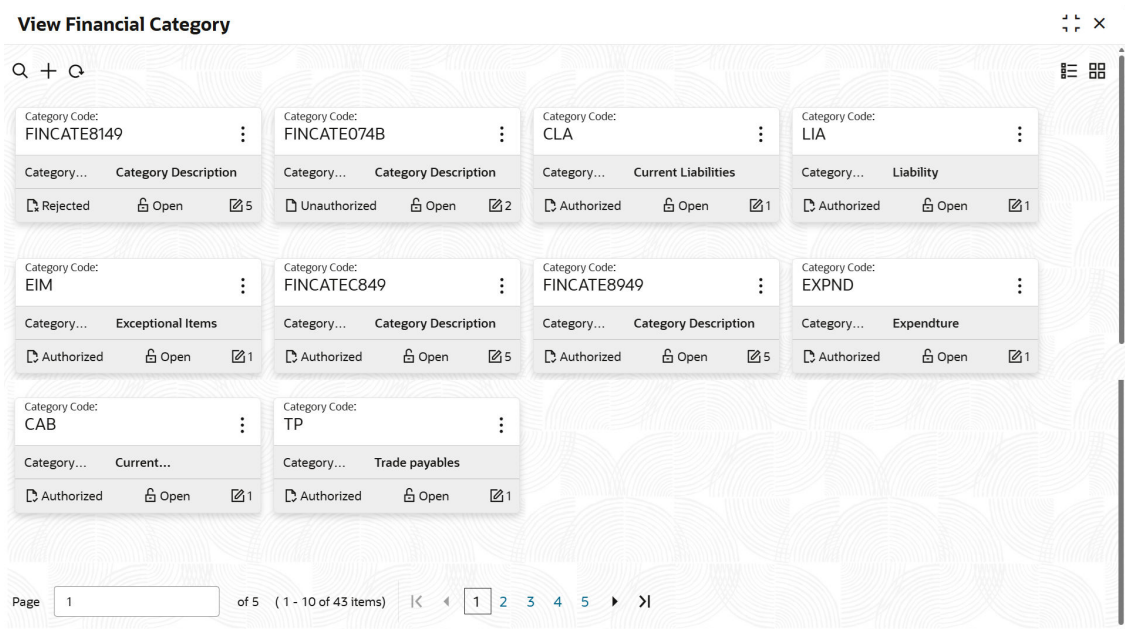 View Financial Category
Category Code: Category Code: Category Code: Category Code:
FINCATE8149 FINCATE074B CLA LIA
Category... Category Description Category... Category Description Category... Current Liabilities Category... Liability
Rejected Open 5 Unauthorized Open 2 Authorized Open 1 Authorized Open 1
Category Code: Category Code: Category Code: Category Code:
EIM FINCATEC849 FINCATE8949 EXPND
Category... Exceptional Items Category... Category Description Category... Category Description Category... Expendture
Authorized Open 1 Authorized Open 5 Authorized Open 5 Authorized Open 1
Category Code: Category Code:
CAB TP
Category... Current... Category... Trade payables
Authorized Open 1 Authorized Open 1
Page 1 of 5 ( 1 - 10 of 43 items) 1 2 3 4 5